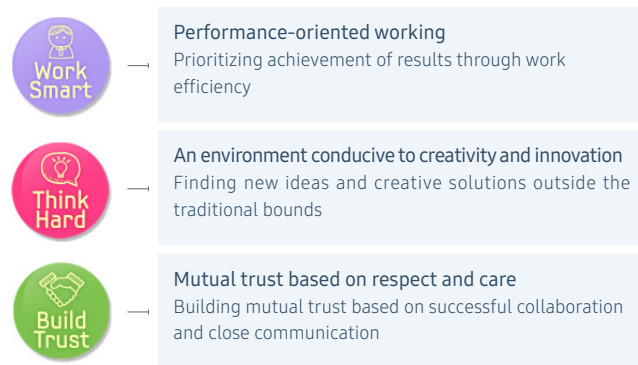 Work
Smart
Performance-oriented working
Prioritizing achievement of results through work
efficiency
Think
Hard
An environment conducive to creativity and innovation
Finding new ideas and creative solutions outside the
traditional bounds
Build
Trust
Mutual trust based on respect and care
Building mutual trust based on successful collaboration
and close communication